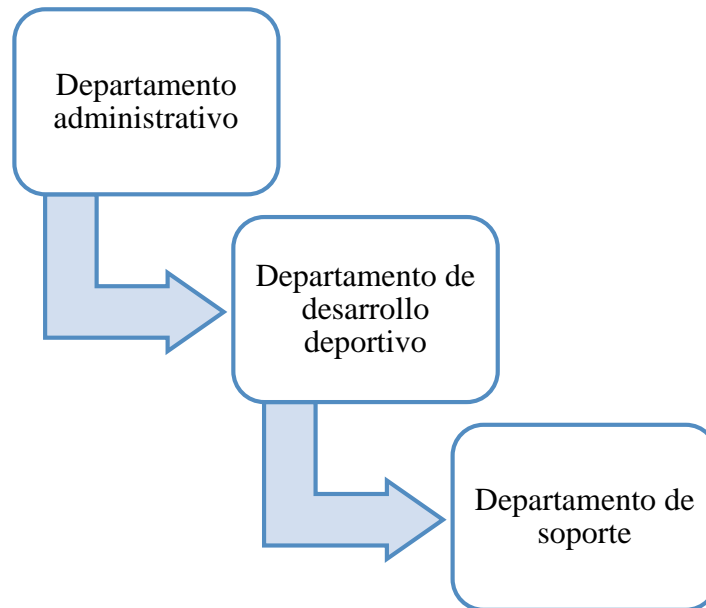 Departamento
administrativo
Departamento de
desarrollo
deportivo
Departamento de
soporte